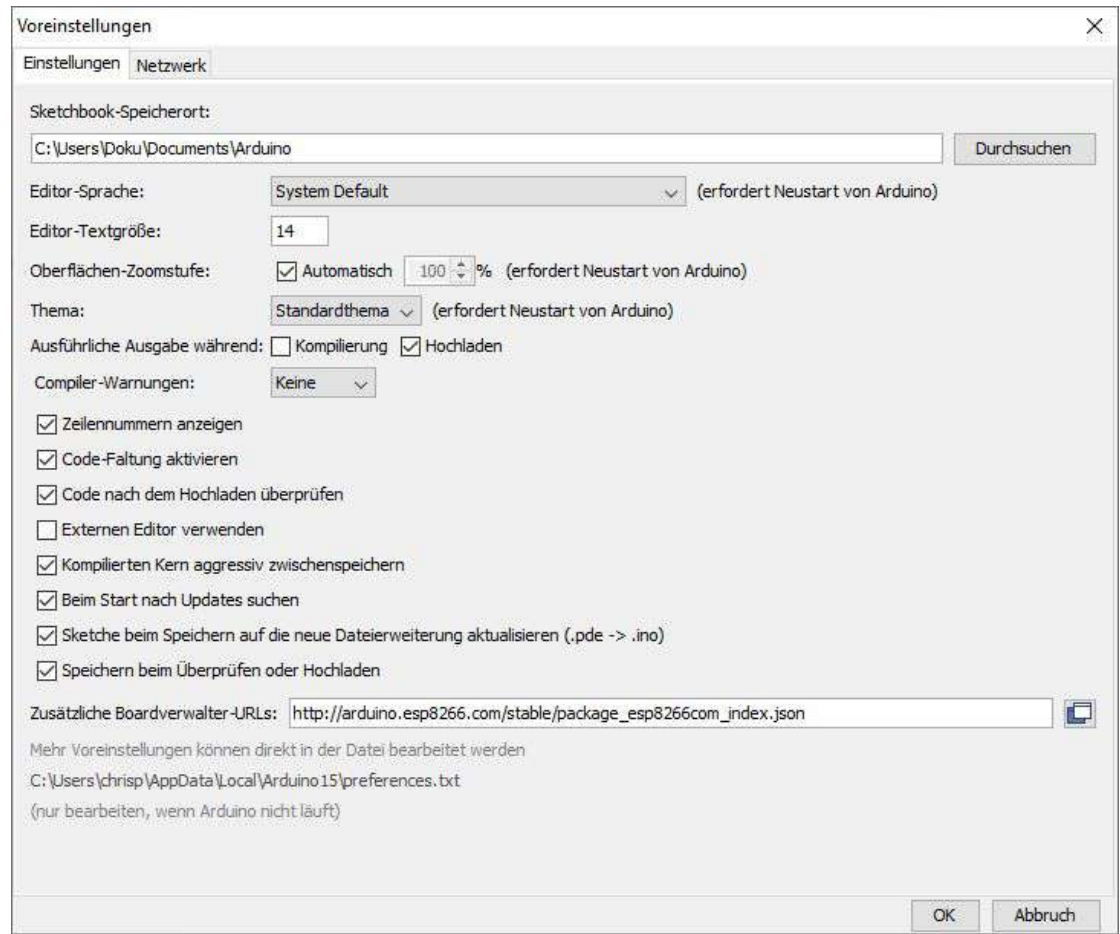 Voreinstellungen
Einstellungen Netzwerk
Sketchbook-Speicherort:
C:\Users\Doku\Documents\Arduino Durchsuchen
Editor-Sprache: System Default (erfordert Neustart von Arduino)
Editor-Textgröße: 14
Oberflächen-Zoomstufe: Automatisch 100 % (erfordert Neustart von Arduino)
Thema: Standardthema (erfordert Neustart von Arduino)
Ausführliche Ausgabe während: Kompilierung Hochladen
Compiler-Warnungen: Keine
Zeilennummern anzeigen
Code-Faltung aktivieren
Code nach dem Hochladen überprüfen
Externen Editor verwenden
Kompilierten Kern aggressiv zwischenspeichern
Beim Start nach Updates suchen
Sketche beim Speichern auf die neue Dateierweiterung aktualisieren (.pde -> .ino)
Speichern beim Überprüfen oder Hochladen
Zusätzliche Boardverwalter-URLs: http://arduino.esp8266.com/stable/package_esp8266com_index.json
Mehr Voreinstellungen können direkt in der Datei bearbeitet werden
C:\Users\chrisp\AppData\Local\Arduino15\preferences.txt
(nur bearbeiten, wenn Arduino nicht läuft)
OK Abbruch